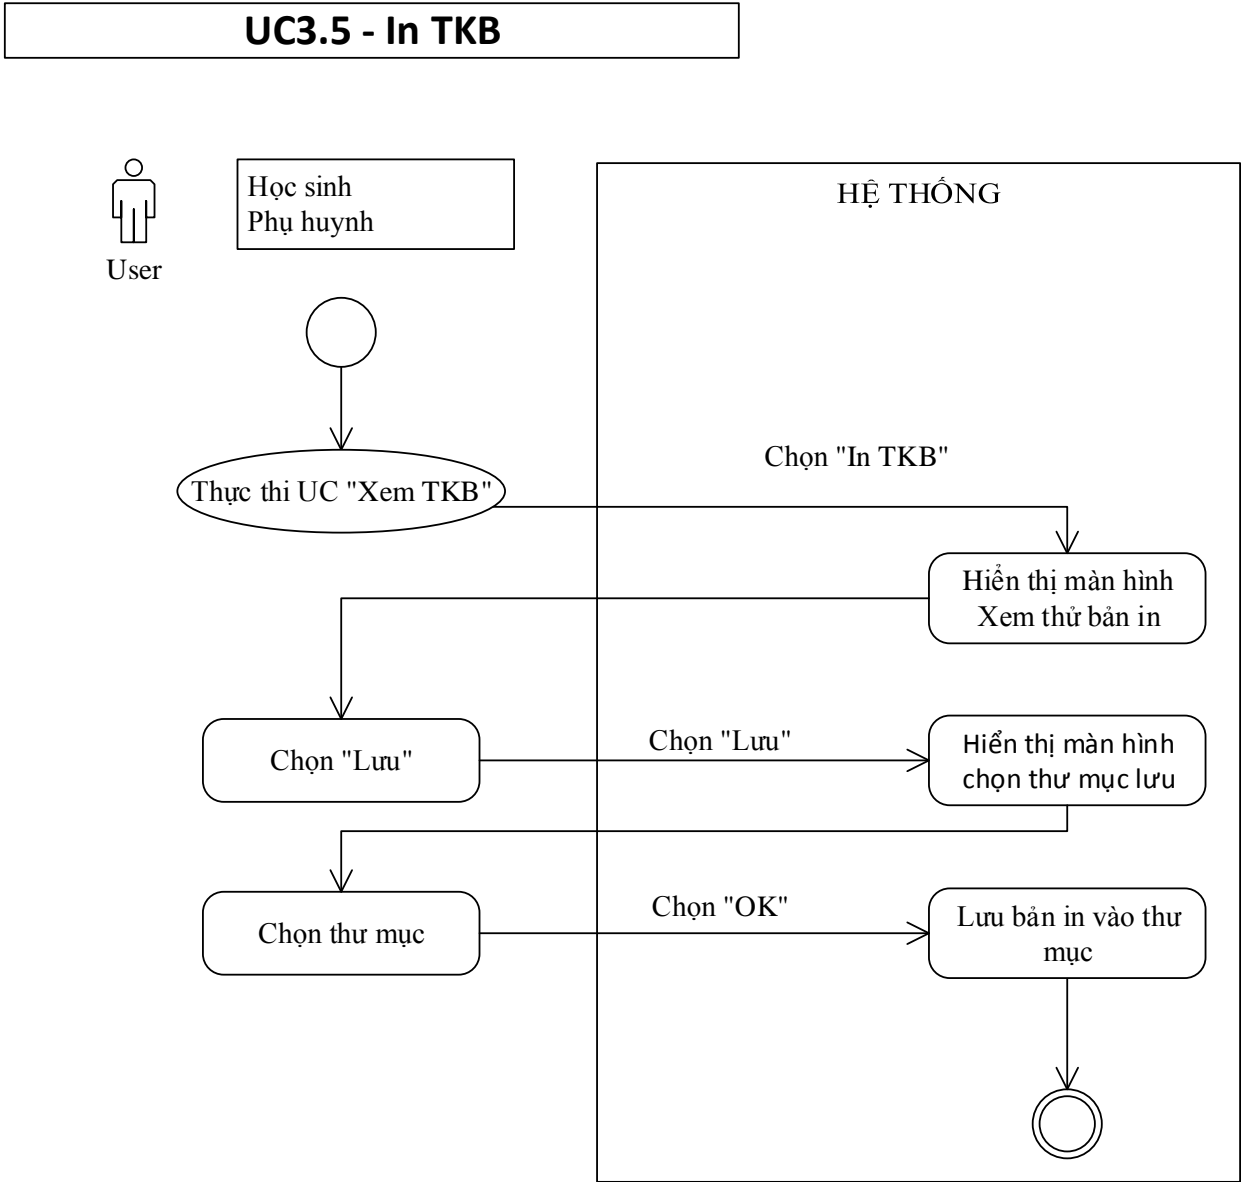 UC3.5 - In TKB
Học sinh
Phụ huynh
User
HỆ THỐNG
Chọn "In TKB"
Thực thi UC "Xem TKB"
Hiển thị màn hình
Xem thử bản in
Chọn "Lưu"
Chọn "Lưu"
Hiển thị màn hình
chọn thư mục lưu
Chọn thư mục
Chọn "OK"
Lưu bản in vào thư
mục